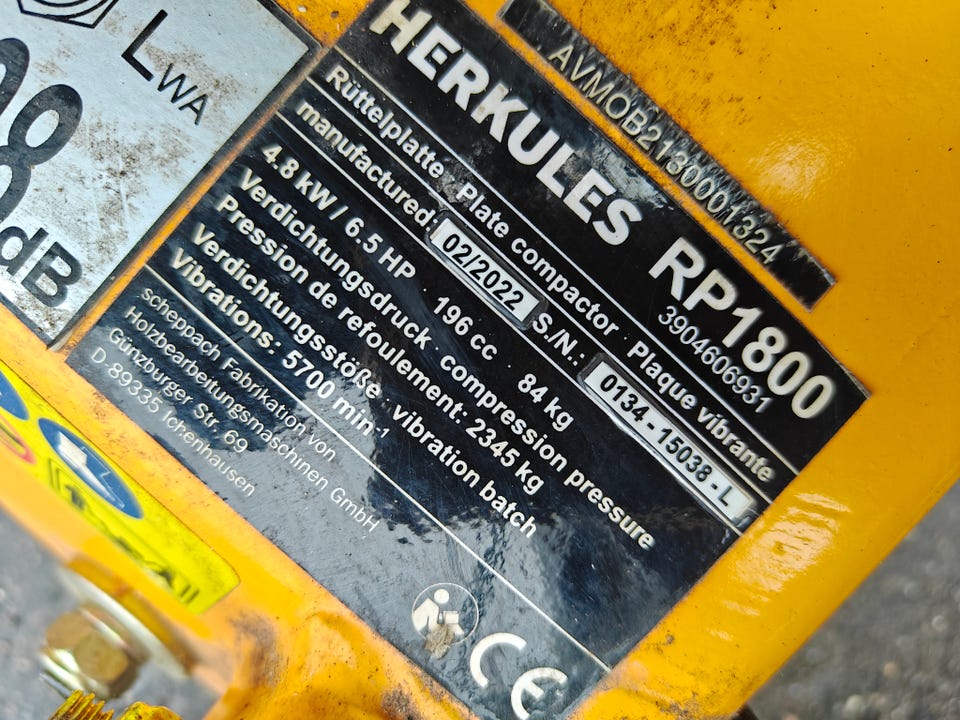 LWA
dB
AVMOB2130001324
HERKULES RP1800
3904606931
Rüttelplatte · Plate compactor · Plaque vibrante
manufactured: 02/2022 S/N.: 0134 - 15038 - L
4.8 kW / 6.5 HP 196 cc 84 kg
Verdichtungsdruck · compression pressure
Pression de refoulement: 2345 kg
Verdichtungsstöße · vibration batch
Vibrations: 5700 min-1
scheppach Fabrikation von
Holzbearbeitungsmaschinen GmbH
Günzburger Str. 69
D-89335 Ichenhausen
CE